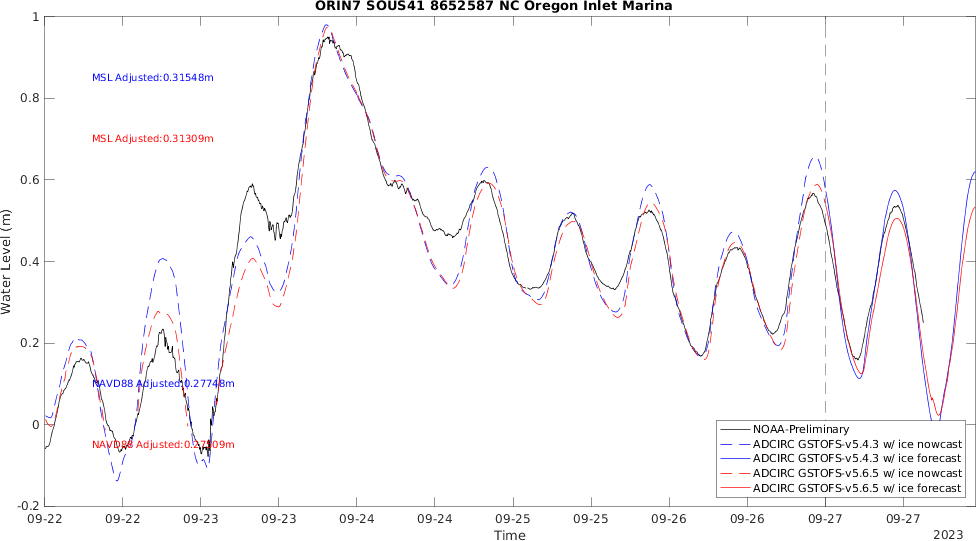 ORIN7 SOUS41 8652587 NC Oregon Inlet Marina
1
0.8
0.6
0.4
0.2
0
-0.2
Water Level (m)
MSL Adjusted:0.31548m
MSL Adjusted:0.31309m
NAVD88 Adjusted:0.27748m
NAVD88 Adjusted:
NOAA-Preliminary
ADCIRC GSTOFS-v5.4.3 w/ ice nowcast
ADCIRC GSTOFS-v5.4.3 w/ ice forecast
ADCIRC GSTOFS-v5.6.5 w/ ice nowcast
ADCIRC GSTOFS-v5.6.5 w/ ice forecast
09-22 09-22 09-23 09-23 09-24 09-24 09-25 09-25 09-26 09-26 09-27 09-27
Time
2023